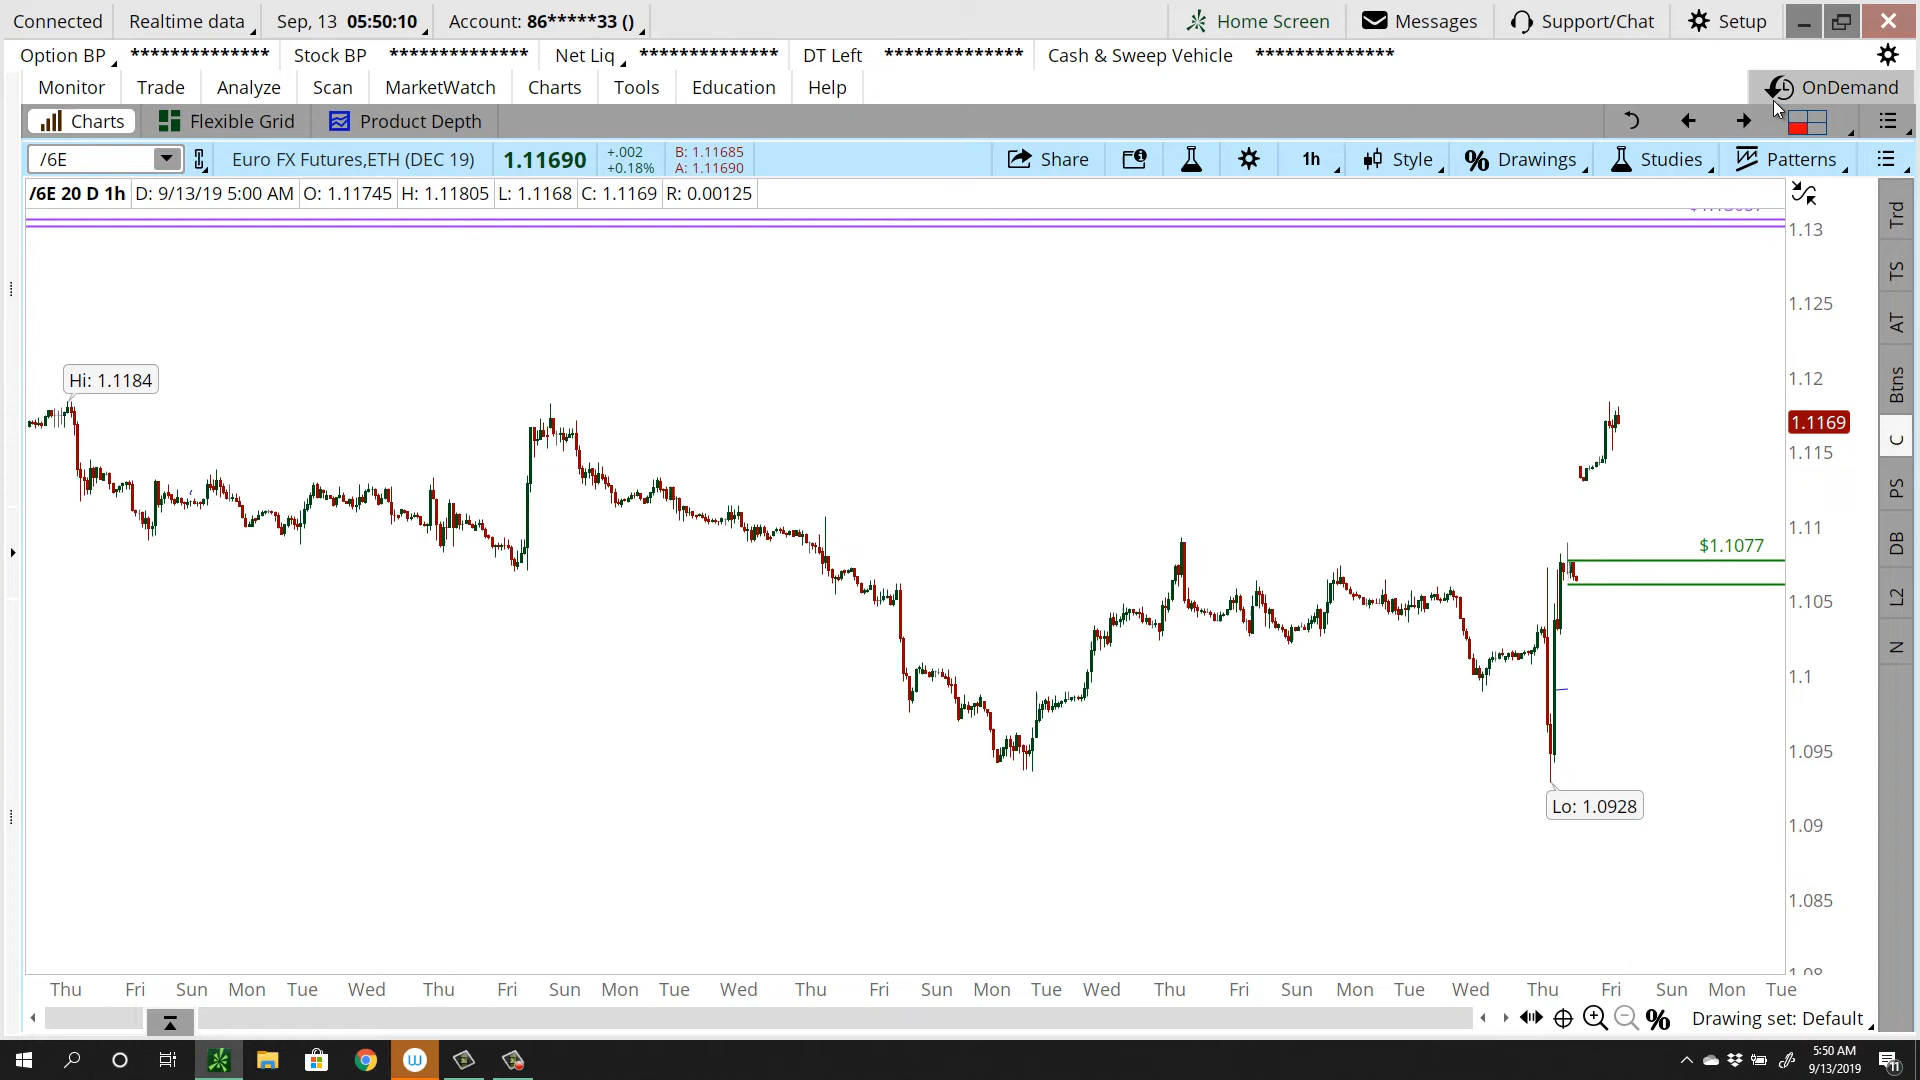 Connected Realtime data Sep, 13 05:50:10 Account: 86*****33 () Home Screen Messages Support/Chat Setup
Option BP ************** Stock BP ************** Net Liq ************** DT Left ************** Cash & Sweep Vehicle **************
Monitor Trade Analyze Scan MarketWatch Charts Tools Education Help OnDemand
Charts Flexible Grid Product Depth
/6E Euro FX Futures,ETH (DEC 19) 1.11690 +.002 +0.18% B: 1.11685 A: 1.11690 Share 1h Style Drawings Studies Patterns
/6E 20 D 1h D: 9/13/19 5:00 AM O: 1.11745 H: 1.11805 L: 1.1168 C: 1.1169 R: 0.00125
Trd
1.13
TS
1.125
AT
Hi: 1.1184
1.12
Btns
1.1169
C
1.115
PS
1.11
$1.1077
DB
1.105
L2
N
1.1
1.095
Lo: 1.0928
1.09
1.085
1.08
Thu Fri Sun Mon Tue Wed Thu Fri Sun Mon Tue Wed Thu Fri Sun Mon Tue Wed Thu Fri Sun Mon Tue Wed Thu Fri Sun Mon Tue
Drawing set: Default
5:50 AM
9/13/2019
11